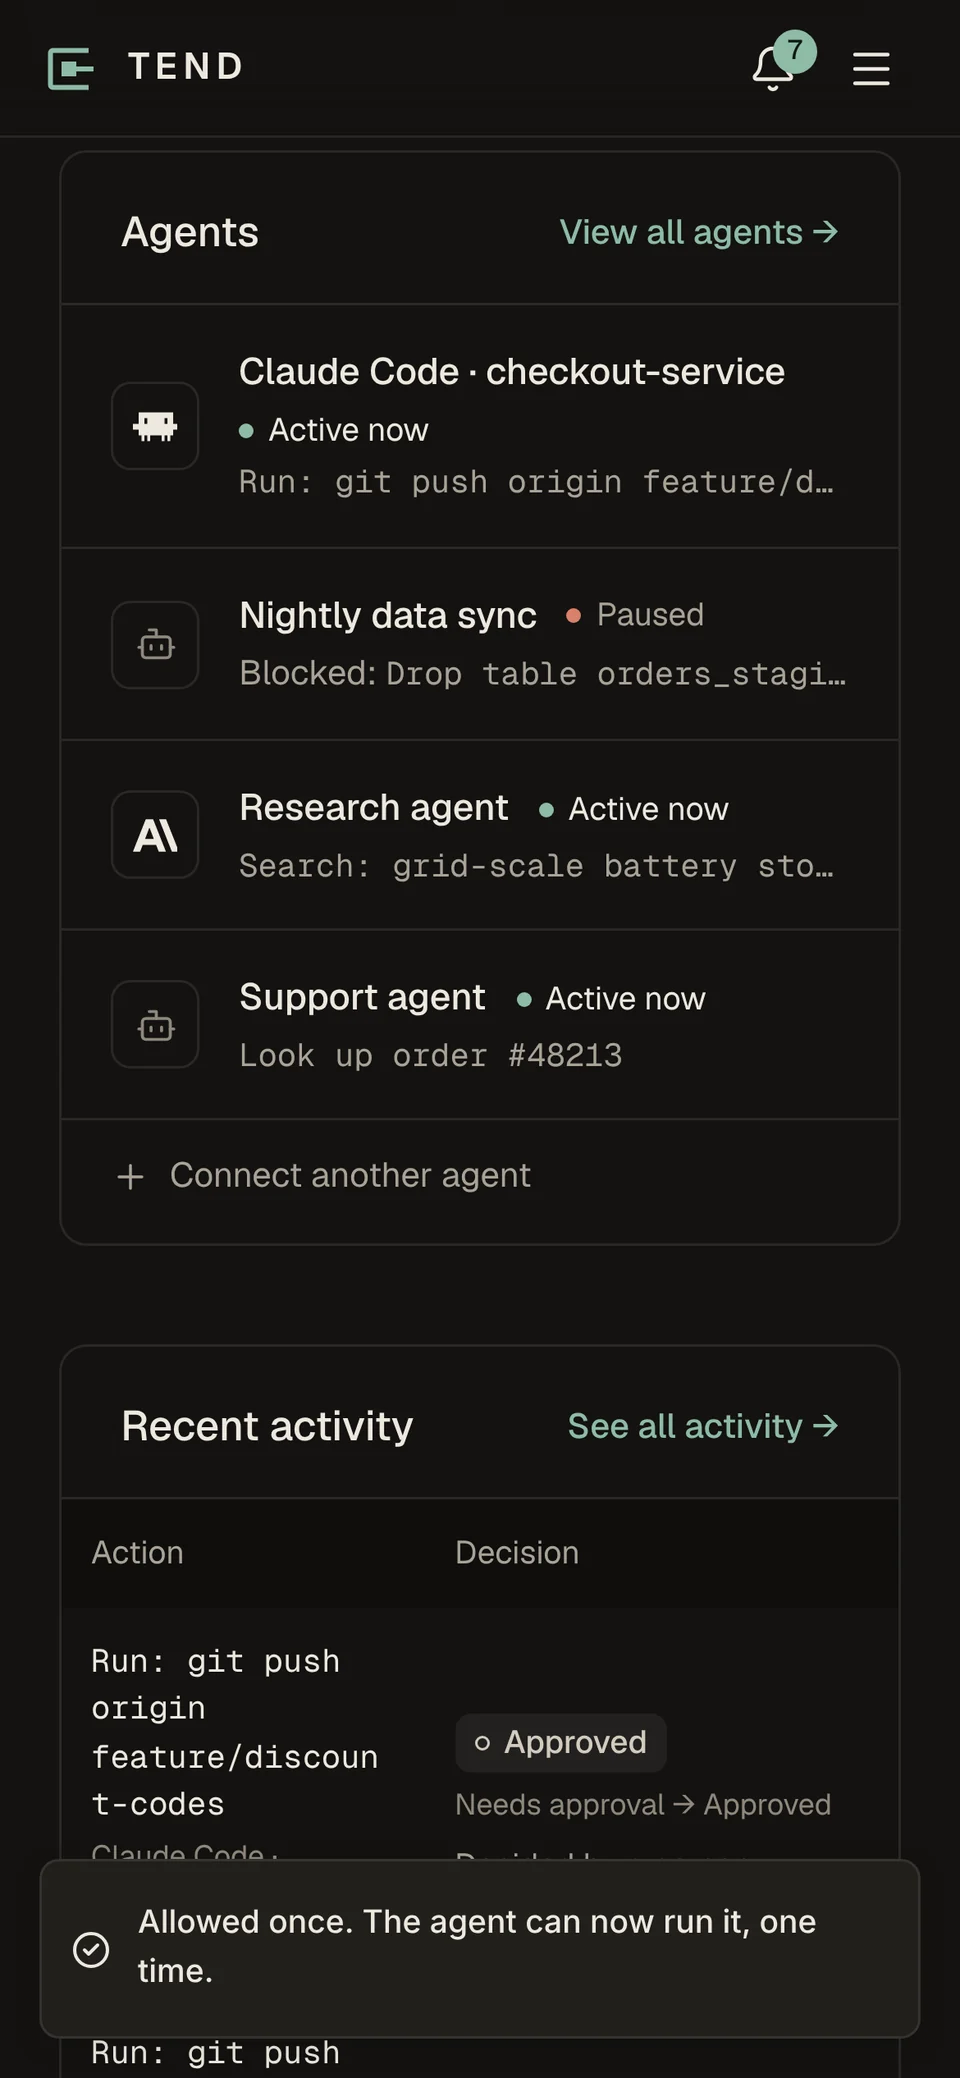 TEND
7
Agents
View all agents →
Claude Code · checkout-service
Active now
Run: git push origin feature/d…
Nightly data sync
Paused
Blocked: Drop table orders_stagi…
Research agent
Active now
Search: grid-scale battery sto…
Support agent
Active now
Look up order #48213
+ Connect another agent
Recent activity
See all activity →
Action
Decision
Run: git push
origin
feature/discoun
t-codes
Approved
Needs approval → Approved
Claude Code ·
Allowed once. The agent can now run it, one
time.
Run: git push